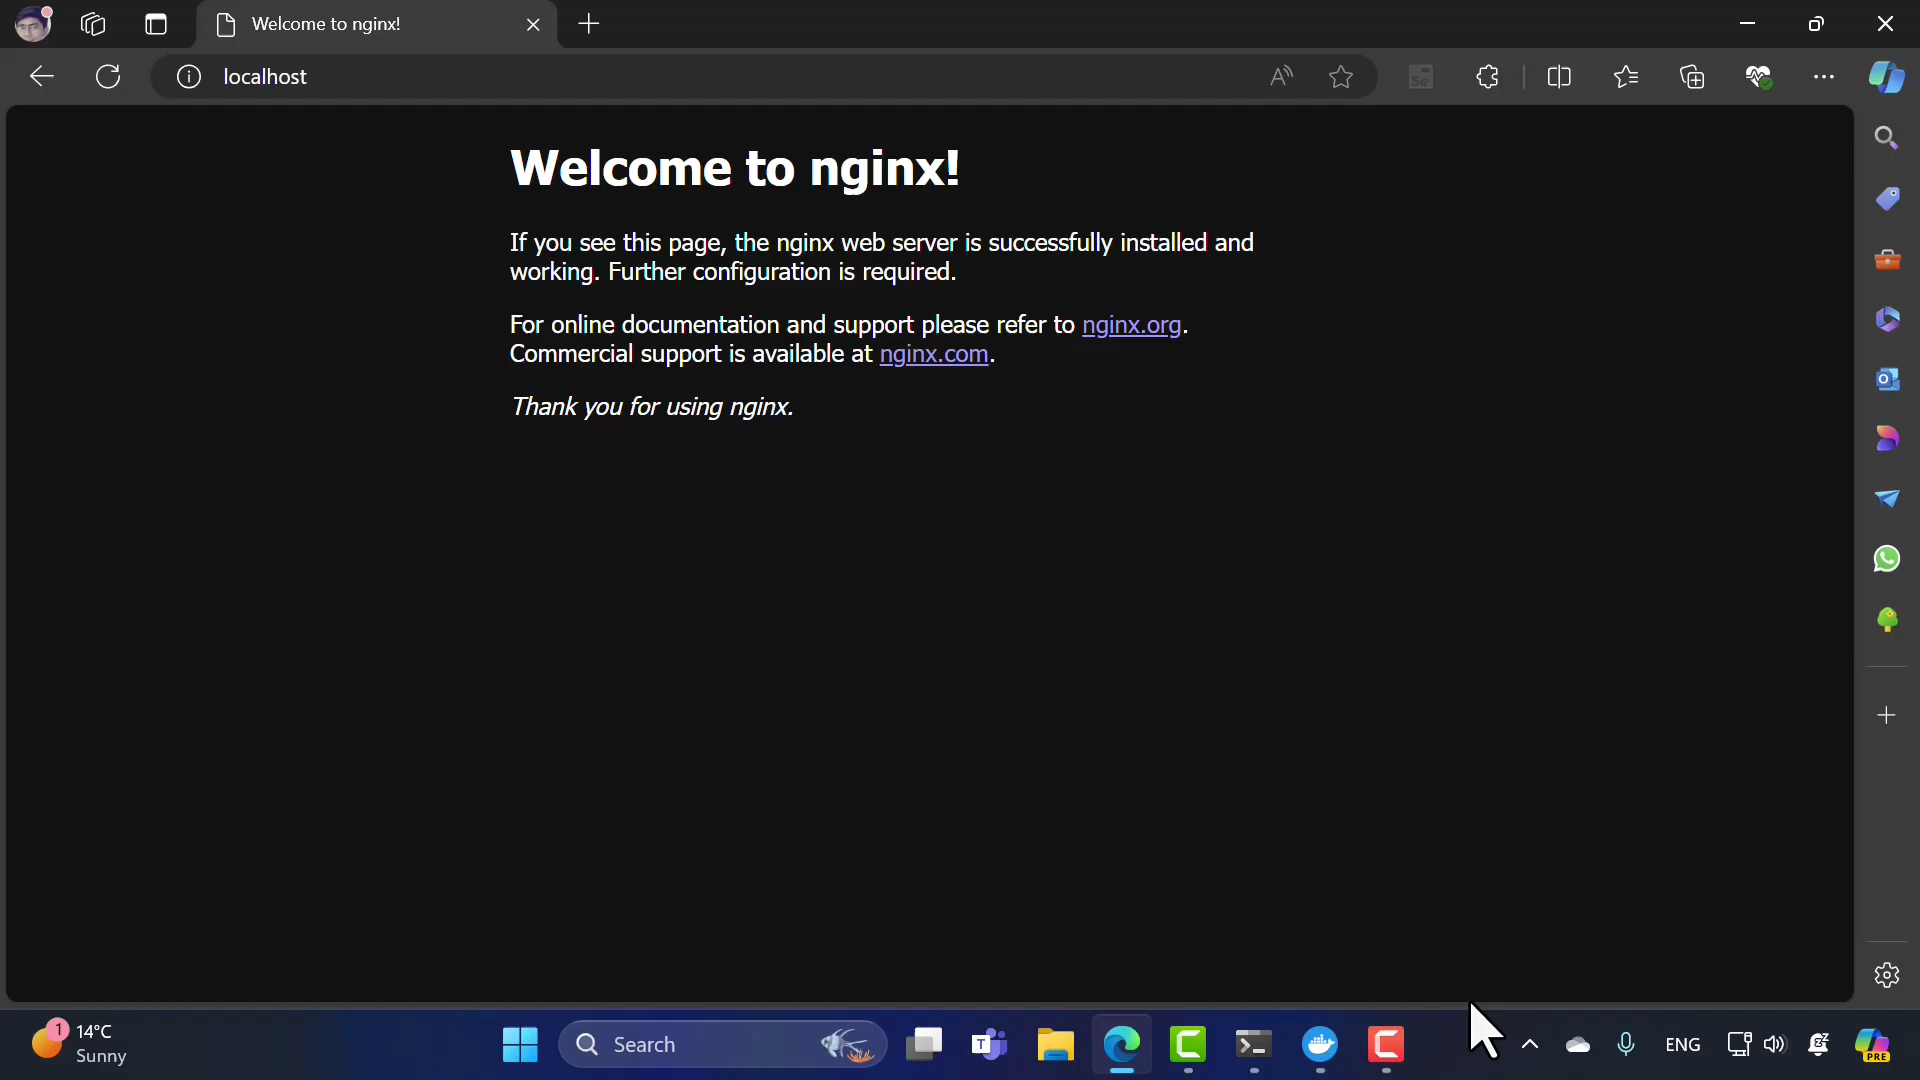 Welcome to nginx!
localhost
Welcome to nginx!
If you see this page, the nginx web server is successfully installed and
working. Further configuration is required.
For online documentation and support please refer to nginx.org.
Commercial support is available at nginx.com.
Thank you for using nginx.
1
14°C
Sunny
Search
ENG
PRE